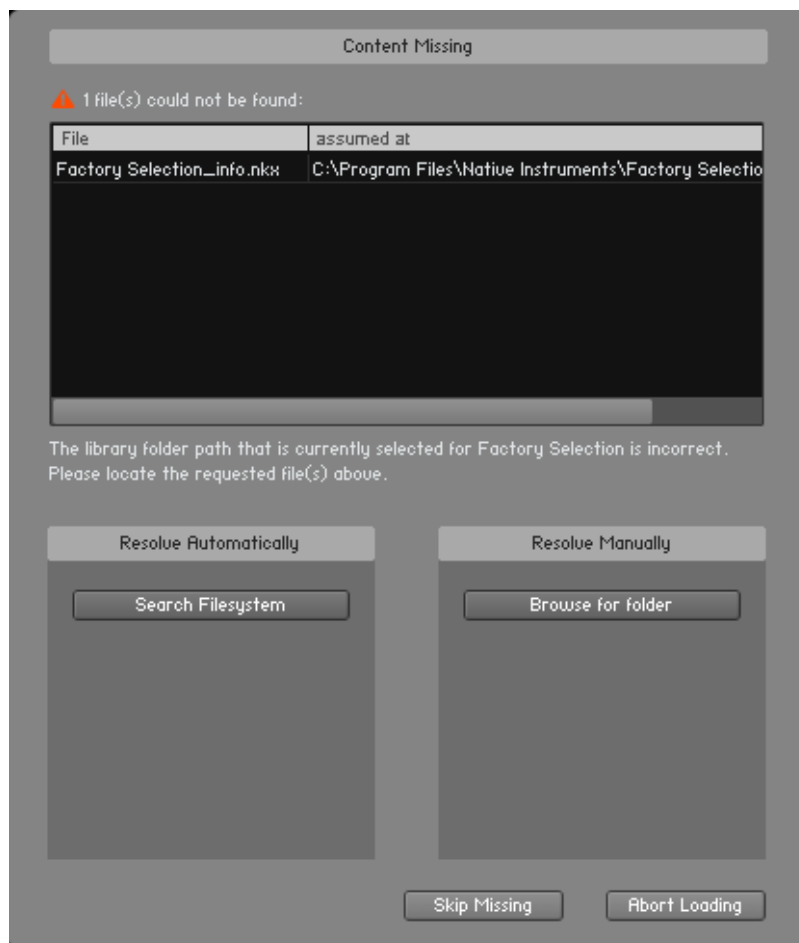 Content Missing
1 file(s) could not be found:
File assumed at
Factory Selection_info.nkx C:\Program Files\Native Instruments\Factory Selectio
The library folder path that is currently selected for Factory Selection is incorrect.
Please locate the requested file(s) above.
Resolve Automatically Resolve Manually
Search Filesystem Browse for folder
Skip Missing Abort Loading